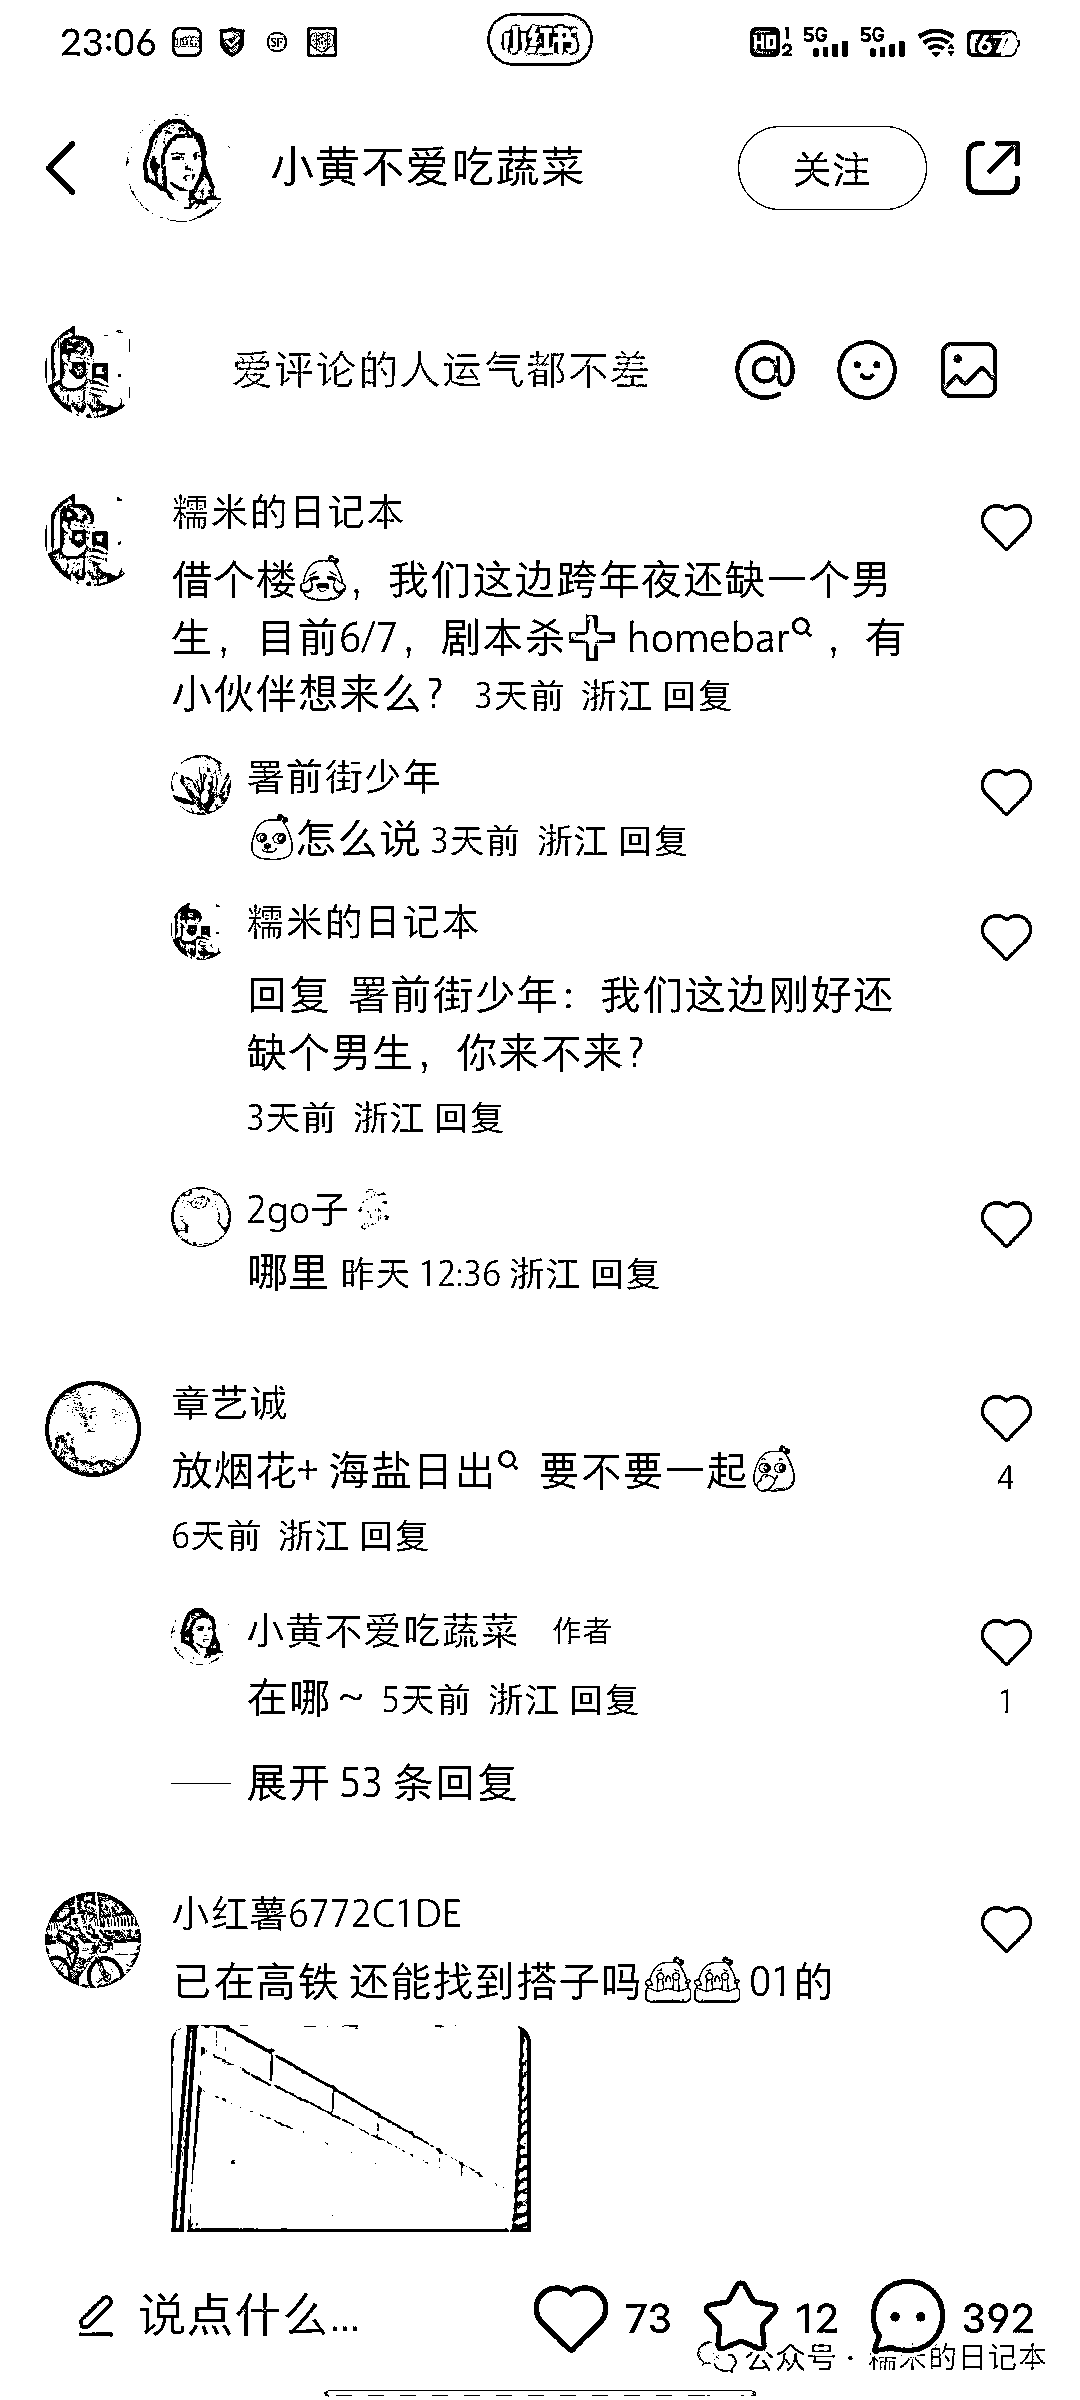 23:06 小红书 HD 1 2 5G 5G 67
小黄不爱吃蔬菜 关注
爱评论的人运气都不差
糯米的日记本
借个楼，我们这边跨年夜还缺一个男
生，目前6/7，剧本杀➕ homebar，有
小伙伴想来么？ 3天前 浙江 回复
署前街少年
怎么说 3天前 浙江 回复
糯米的日记本
回复 署前街少年：我们这边刚好还
缺个男生，你来不来？
3天前 浙江 回复
2go子
哪里 昨天 12:36 浙江 回复
章艺诚
放烟花+ 海盐日出 要不要一起
4
6天前 浙江 回复
小黄不爱吃蔬菜 作者
在哪～ 5天前 浙江 回复
1
展开 53 条回复
小红薯6772C1DE
已在高铁 还能找到搭子吗 01的
说点什么... 73 12 392
公众号 · 糯米的日记本